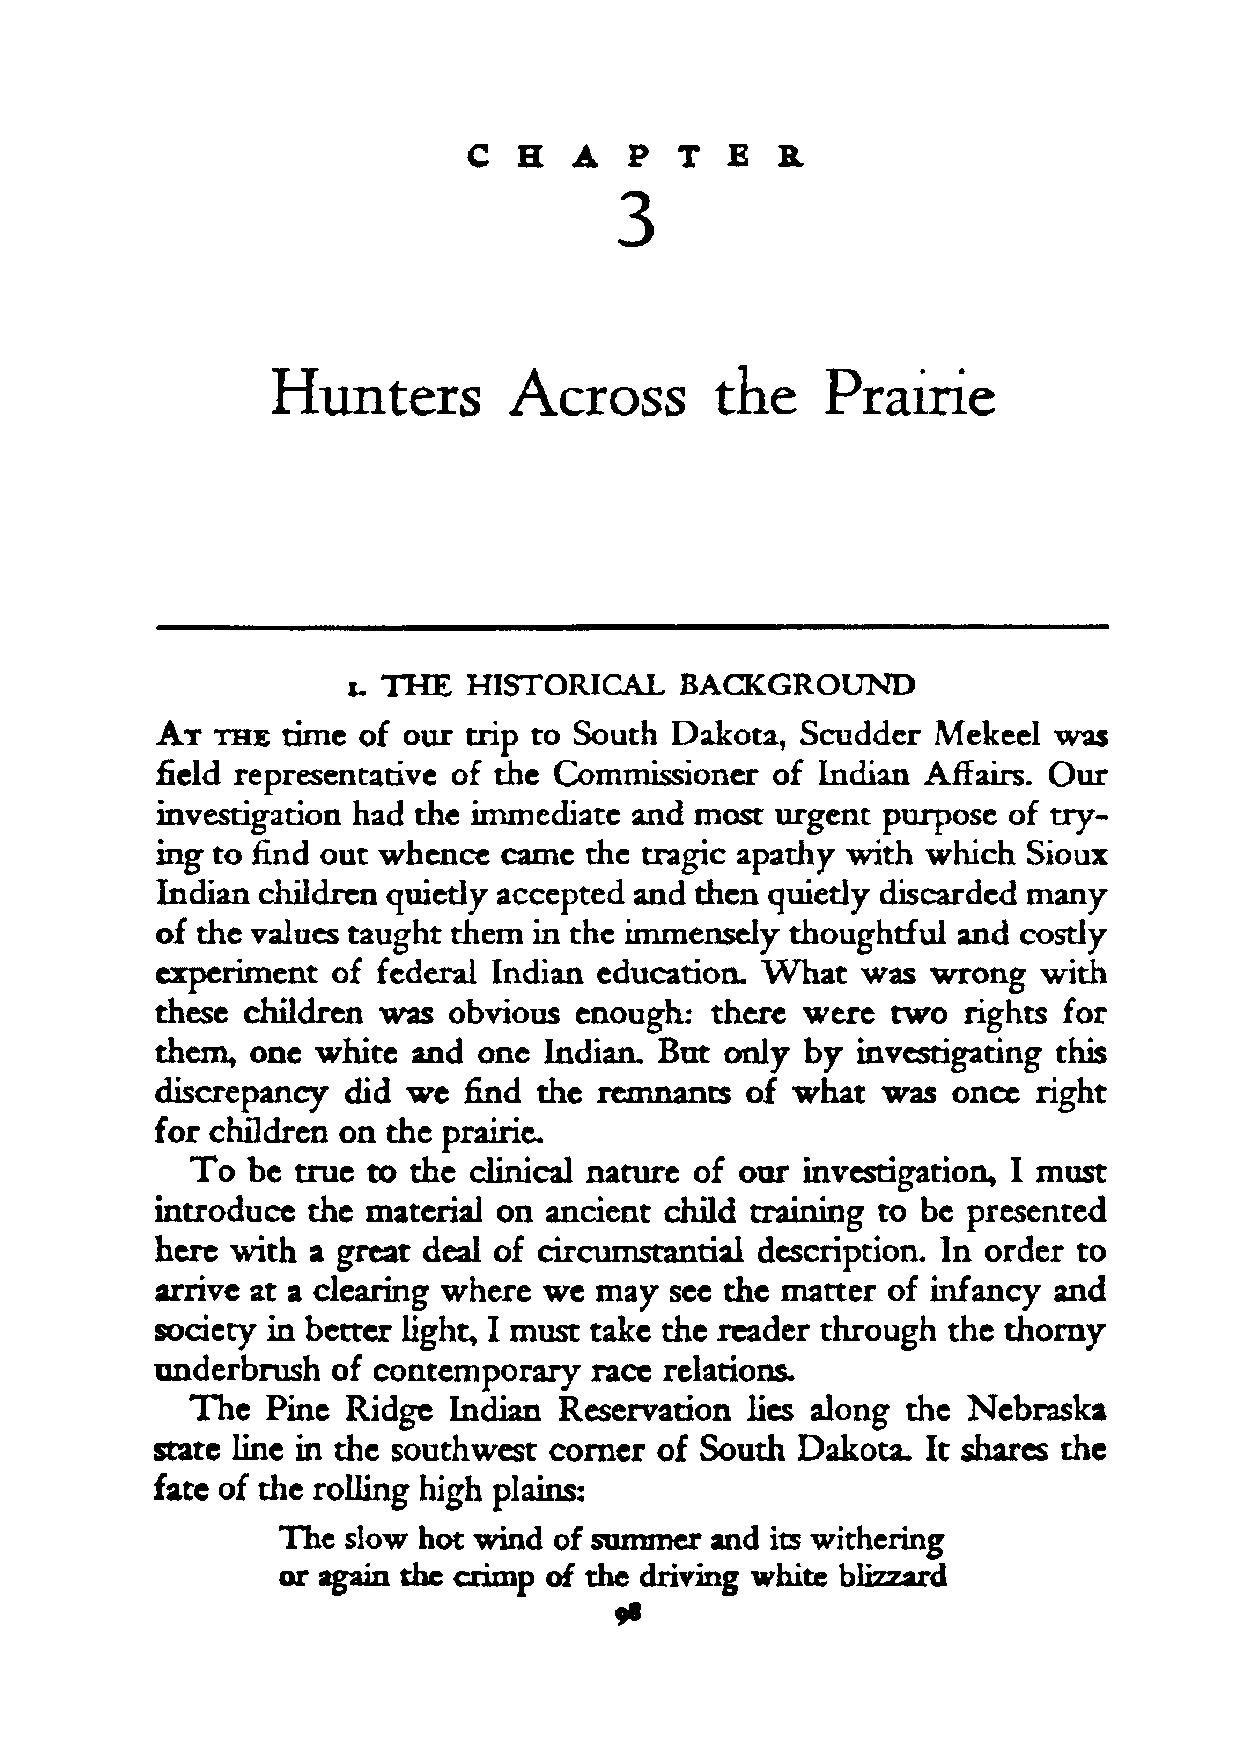 CHAPTER
3
Hunters Across the Prairie
1. THE HISTORICAL BACKGROUND
AT THE time of our trip to South Dakota, Scudder Mekeel was
field representative of the Commissioner of Indian Affairs. Our
investigation had the immediate and most urgent purpose of try-
ing to find out whence came the tragic apathy with which Sioux
Indian children quietly accepted and then quietly discarded many
of the values taught them in the immensely thoughtful and costly
experiment of federal Indian education. What was wrong with
these children was obvious enough: there were two rights for
them, one white and one Indian. But only by investigating this
discrepancy did we find the remnants of what was once right
for children on the prairie.
To be true to the clinical nature of our investigation, I must
introduce the material on ancient child training to be presented
here with a great deal of circumstantial description. In order to
arrive at a clearing where we may see the matter of infancy and
society in better light, I must take the reader through the thorny
underbrush of contemporary race relations.
The Pine Ridge Indian Reservation lies along the Nebraska
state line in the southwest corner of South Dakota. It shares the
fate of the rolling high plains:
The slow hot wind of summer and its withering
or again the crimp of the driving white blizzard
98